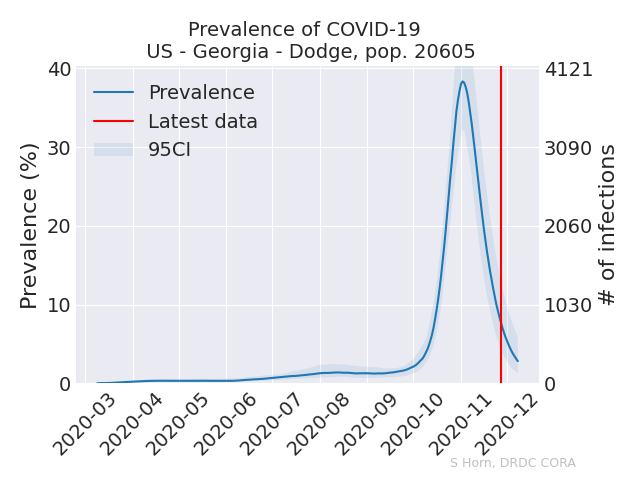 Prevalence of COVID-19
US - Georgia - Dodge, pop. 20605
Prevalence
Latest data
95CI
Prevalence (%)
40
30
20
10
0
4121
3090
2060
1030
0
# of infections
2020-03
2020-04
2020-05
2020-06
2020-07
2020-08
2020-09
2020-10
2020-11
2020-12
S Horn, DRDC CORA